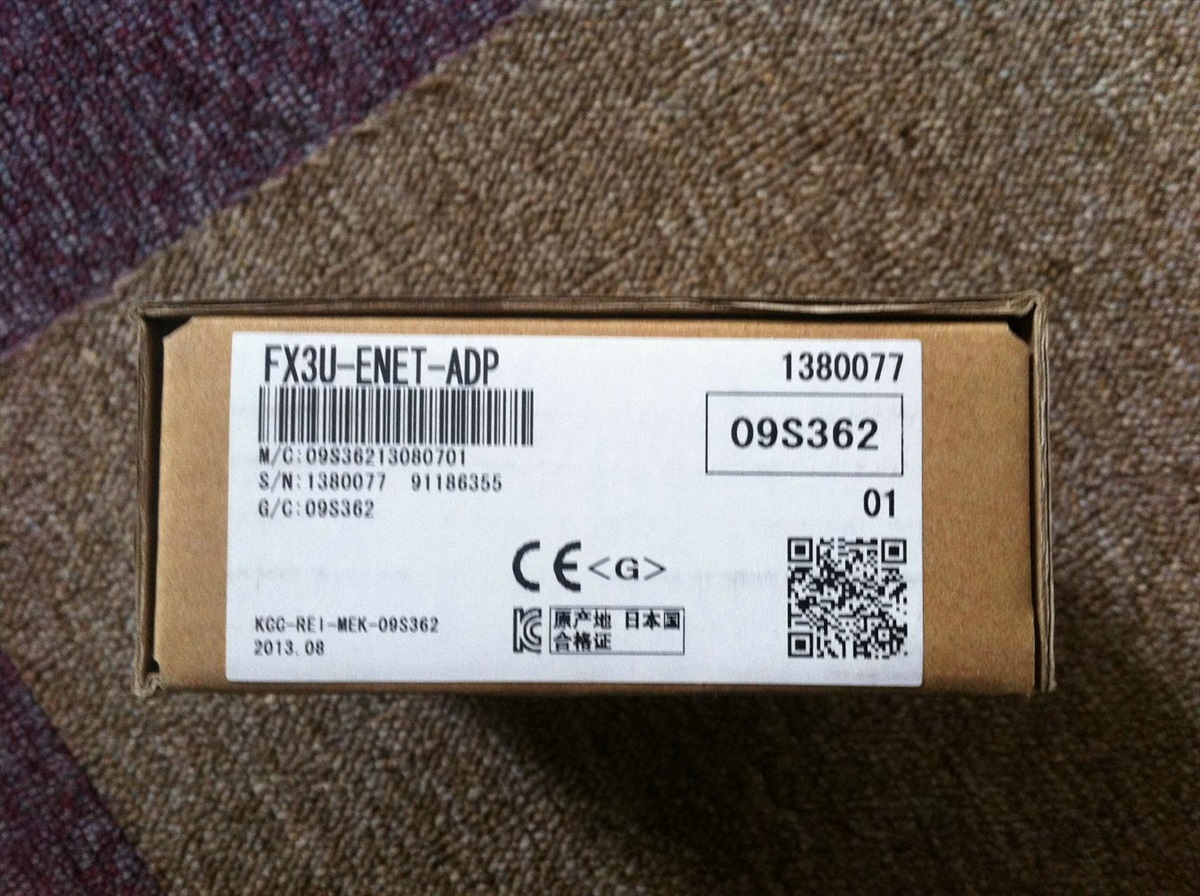 FX3U-ENET-ADP
1380077
M/C:09S36213080701
09S362
S/N:1380077 91186355
G/C:09S362
01
CE <G>
KCC-REI-MEK-09S362
2013.08
KC
原产地 日本国
合格证